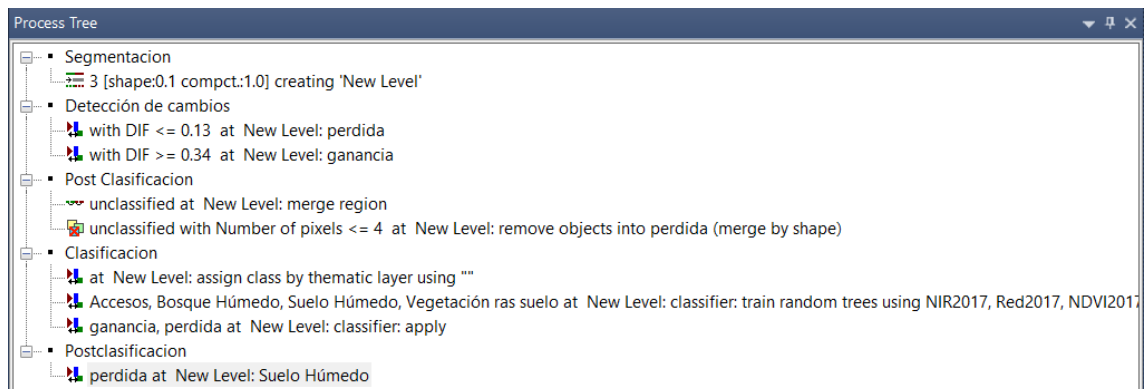 Process Tree
Segmentacion
3 [shape:0.1 compct.:1.0] creating 'New Level'
Detección de cambios
with DIF <= 0.13 at New Level: perdida
with DIF >= 0.34 at New Level: ganancia
Post Clasificacion
unclassified at New Level: merge region
unclassified with Number of pixels <= 4 at New Level: remove objects into perdida (merge by shape)
Clasificacion
at New Level: assign class by thematic layer using ""
Accesos, Bosque Húmedo, Suelo Húmedo, Vegetación ras suelo at New Level: classifier: train random trees using NIR2017, Red2017, NDVI2017
ganancia, perdida at New Level: classifier: apply
Postclasificacion
perdida at New Level: Suelo Húmedo